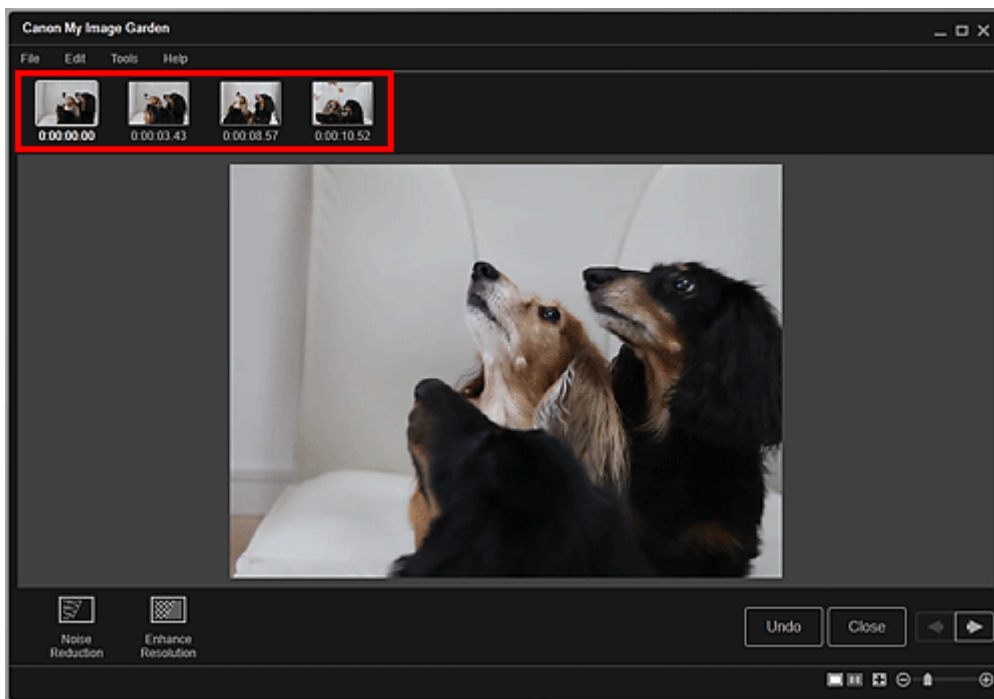 Canon My Image Garden
File Edit Tools Help
0:00:00.00 0:00:03.43 0:00:08.57 0:00:10.52
Noise Reduction
Enhance Resolution
Undo Close